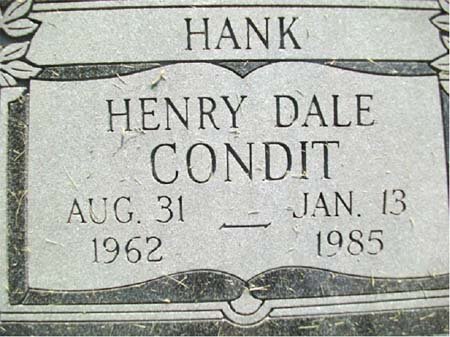 HANK
HENRY DALE
CONDIT
AUG. 31 — JAN. 13
1962 1985